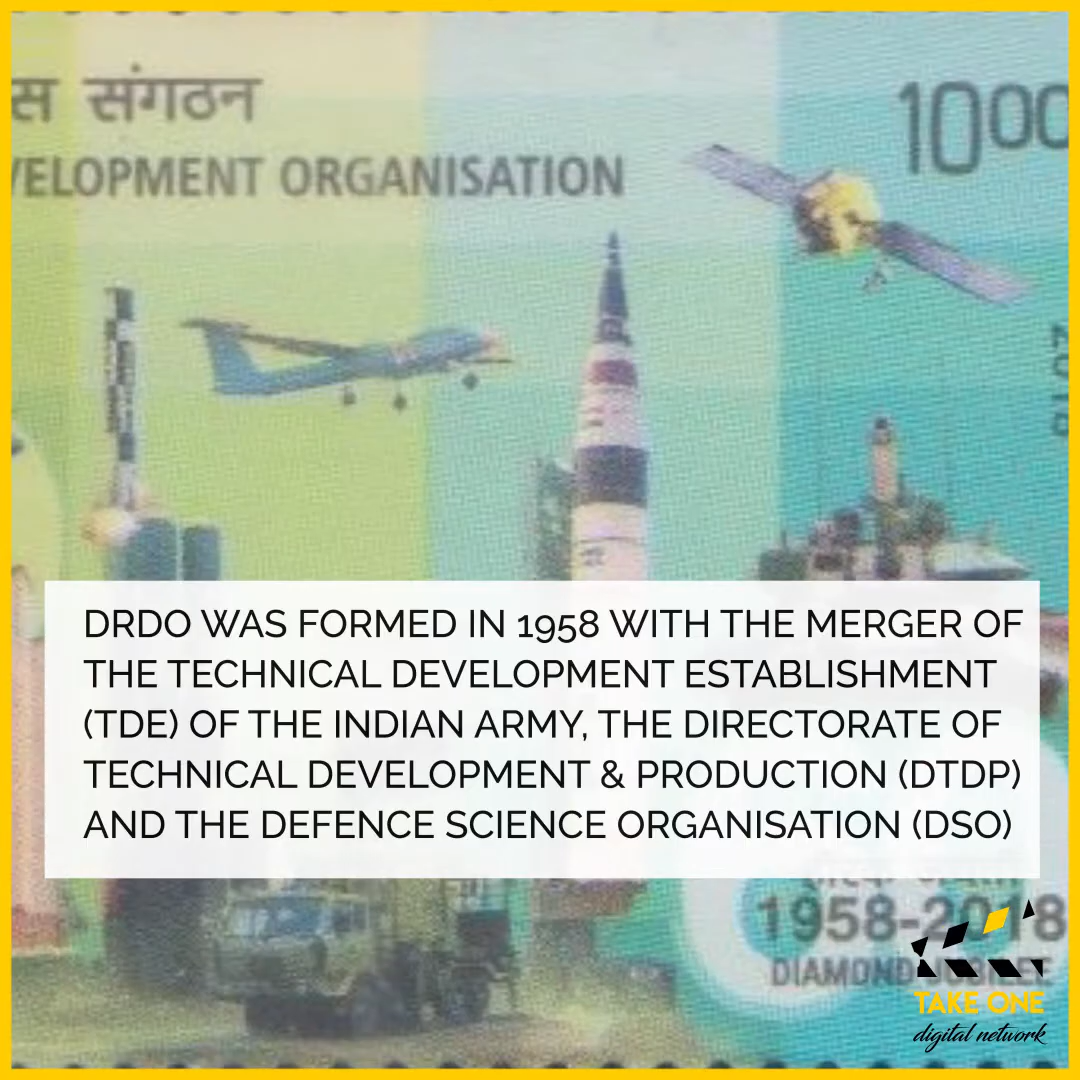 स संगठन
1000
VELOPMENT ORGANISATION
2018
DRDO WAS FORMED IN 1958 WITH THE MERGER OF
THE TECHNICAL DEVELOPMENT ESTABLISHMENT
(TDE) OF THE INDIAN ARMY, THE DIRECTORATE OF
TECHNICAL DEVELOPMENT & PRODUCTION (DTDP)
AND THE DEFENCE SCIENCE ORGANISATION (DSO)
1958-2018
DIAMOND JUBILEE
TAKE ONE
digital network